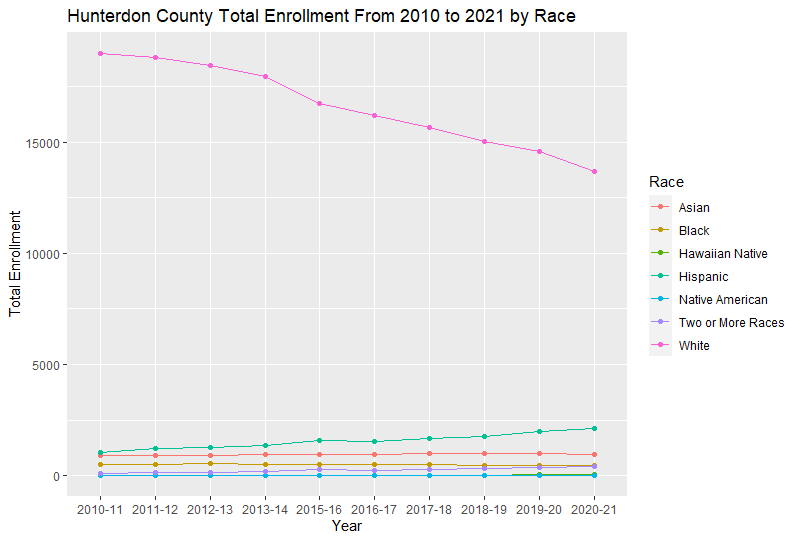 Hunterdon County Total Enrollment From 2010 to 2021 by Race
Total Enrollment
15000
10000
5000
0
2010-11 2011-12 2012-13 2013-14 2015-16 2016-17 2017-18 2018-19 2019-20 2020-21
Year
Race
Asian
Black
Hawaiian Native
Hispanic
Native American
Two or More Races
White